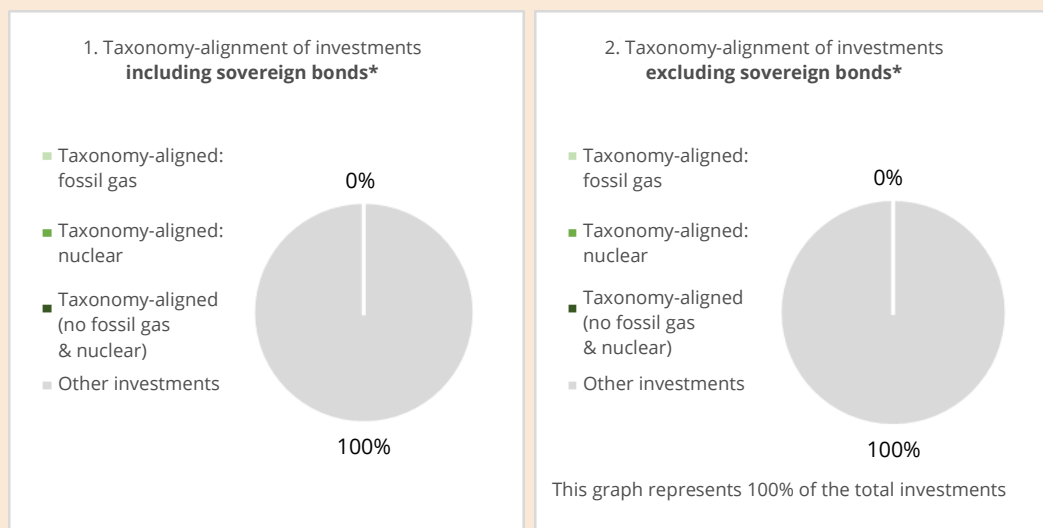 1. Taxonomy-alignment of investments
including sovereign bonds*
Taxonomy-aligned:
fossil gas
Taxonomy-aligned:
nuclear
Taxonomy-aligned
(no fossil gas
& nuclear)
Other investments
0%
100%
2. Taxonomy-alignment of investments
excluding sovereign bonds*
Taxonomy-aligned:
fossil gas
Taxonomy-aligned:
nuclear
Taxonomy-aligned
(no fossil gas
& nuclear)
Other investments
0%
100%
This graph represents 100% of the total investments